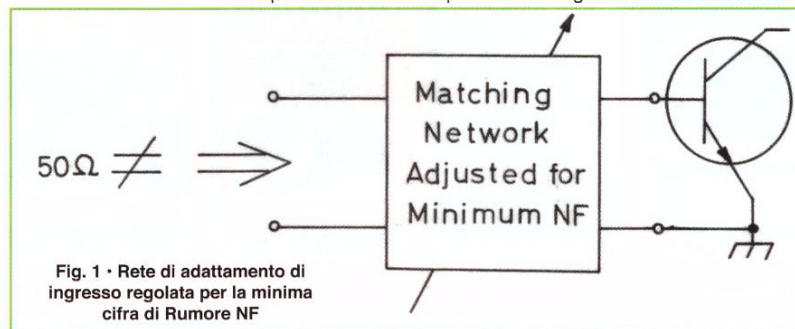 50Ω ≠
Matching
Network
Adjusted for
Minimum NF
Fig. 1 • Rete di adattamento di
ingresso regolata per la minima
cifra di Rumore NF